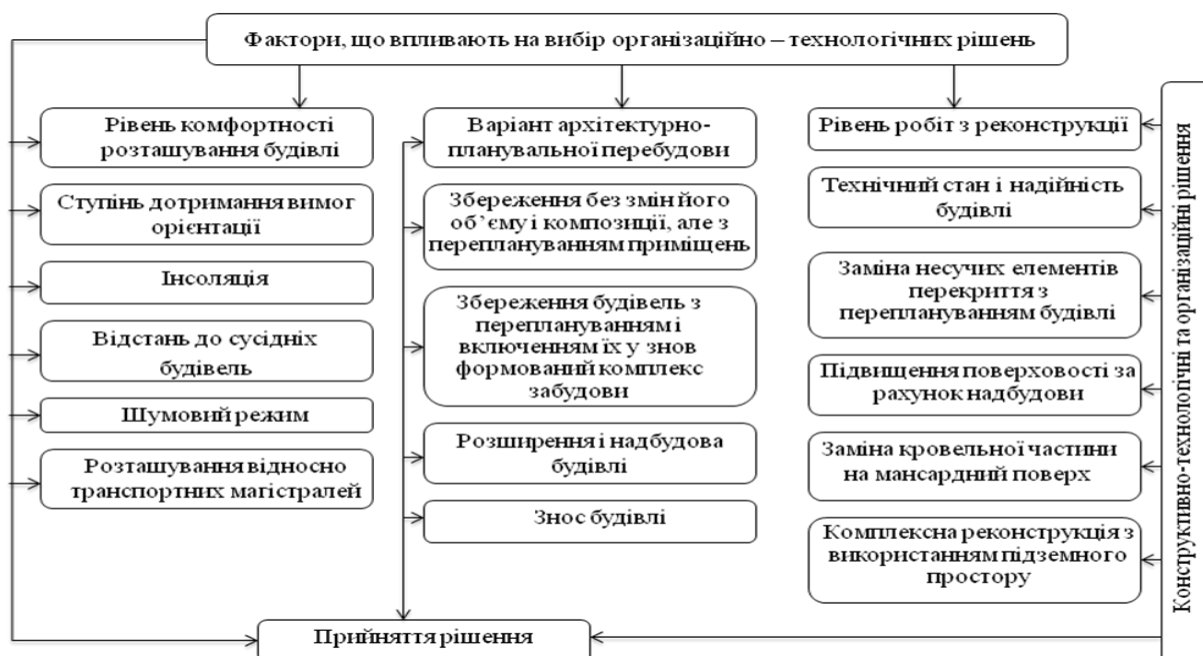 Фактори, що впливають на вибір організаційно – технологічних рішень
Рівень комфортності
розташування будівлі
Ступінь дотримання вимог
орієнтації
Інсоляція
Відстань до сусідніх
будівель
Шумовий режим
Розташування відносно
транспортних магістралей
Варіант архітектурно-
планувальної перебудови
Збереження без змін його
об’єму і композиції, але з
переплануванням приміщень
Збереження будівель з
переплануванням і
включенням їх у знов
формований комплекс
забудови
Розширення і надбудова
будівлі
Знос будівлі
Рівень робіт з реконструкції
Технічний стан і надійність
будівлі
Заміна несучих елементів
перекриття з
переплануванням будівлі
Підвищення поверховості за
рахунок надбудови
Заміна кровельної частини
на мансардний поверх
Комплексна реконструкція з
використанням підземного
простору
Конструктивно-технологічні та організаційні рішення
Прийняття рішення